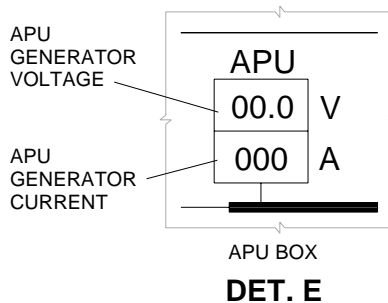 APU
GENERATOR
VOLTAGE
APU
00.0 V
000 A
APU
GENERATOR
CURRENT
APU BOX
DET. E